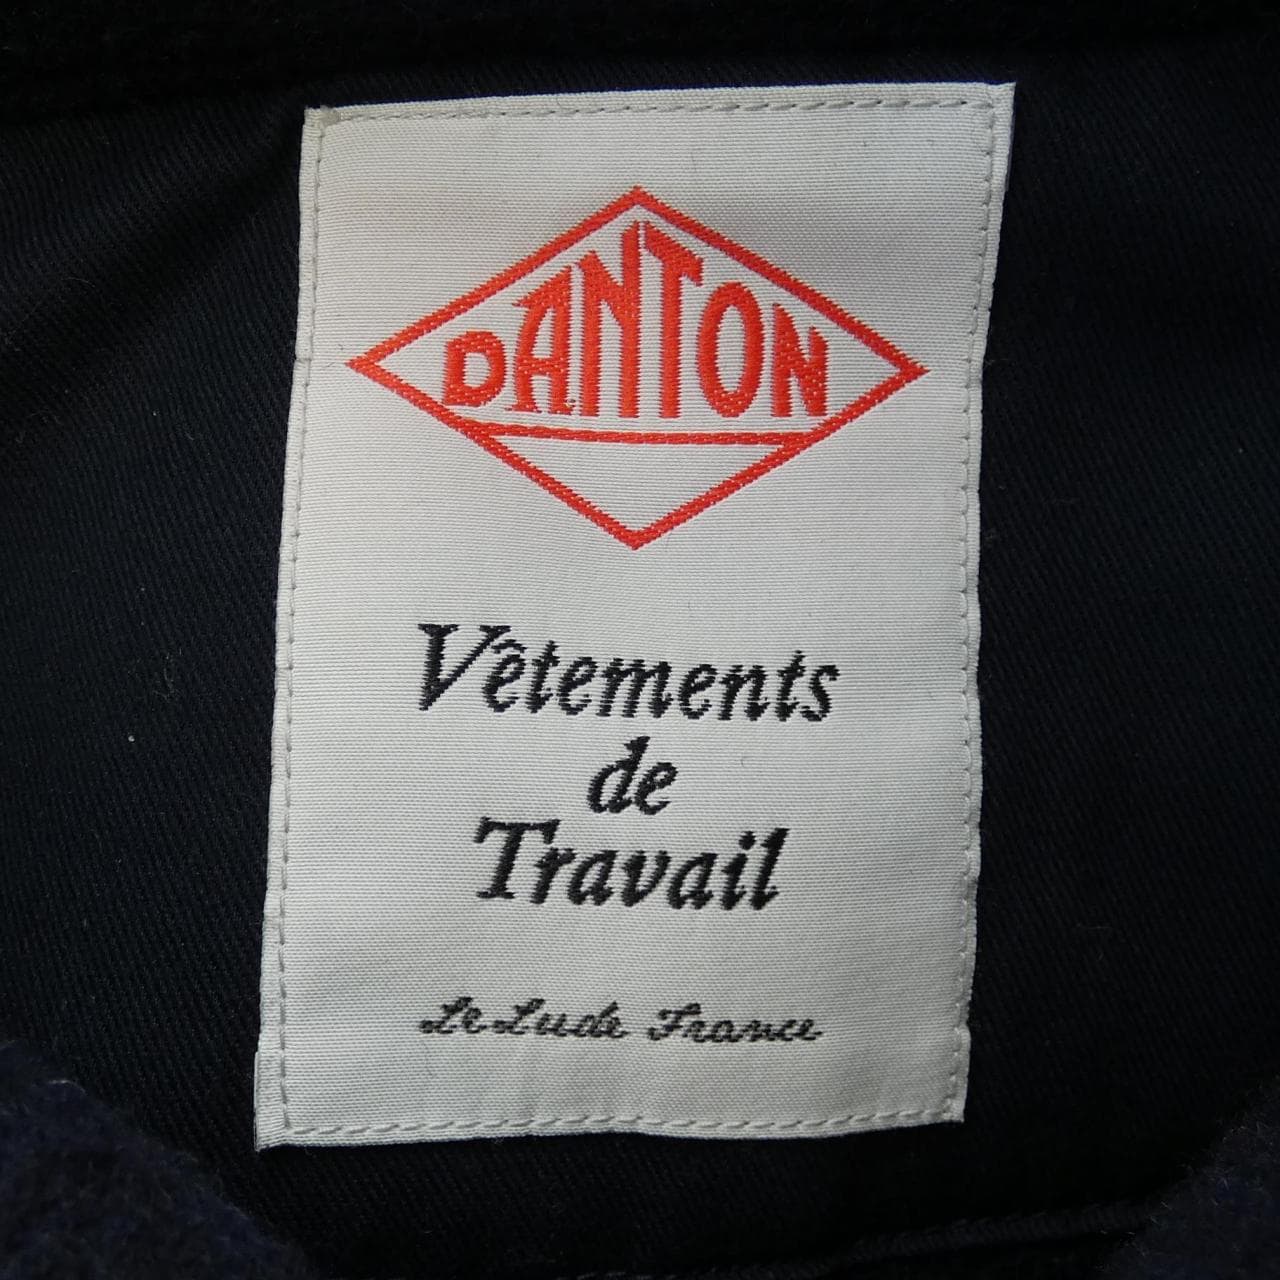 DANTON
Vêtements
de
Travail
Le Lude France